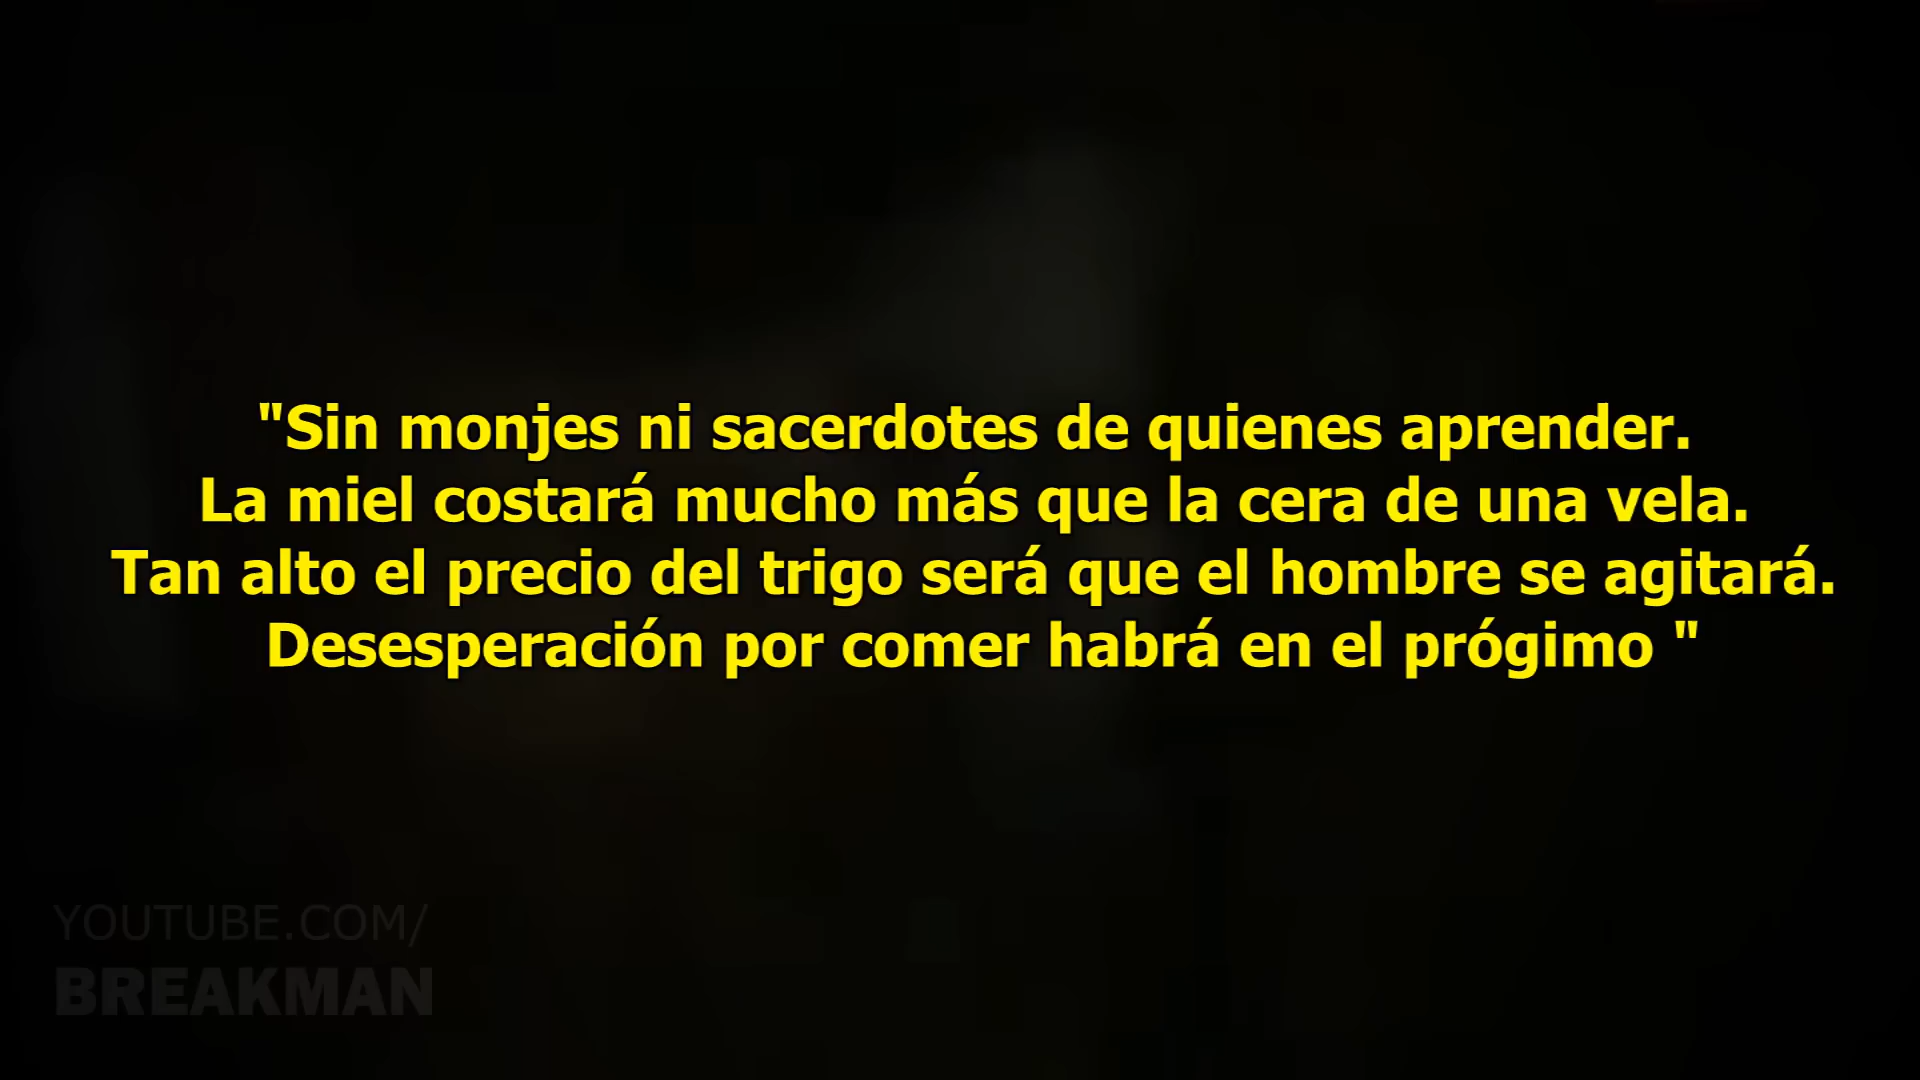 "Sin monjes ni sacerdotes de quienes aprender.
La miel costará mucho más que la cera de una vela.
Tan alto el precio del trigo será que el hombre se agitará.
Desesperación por comer habrá en el prógimo "
YOUTUBE.COM/
BREAKMAN